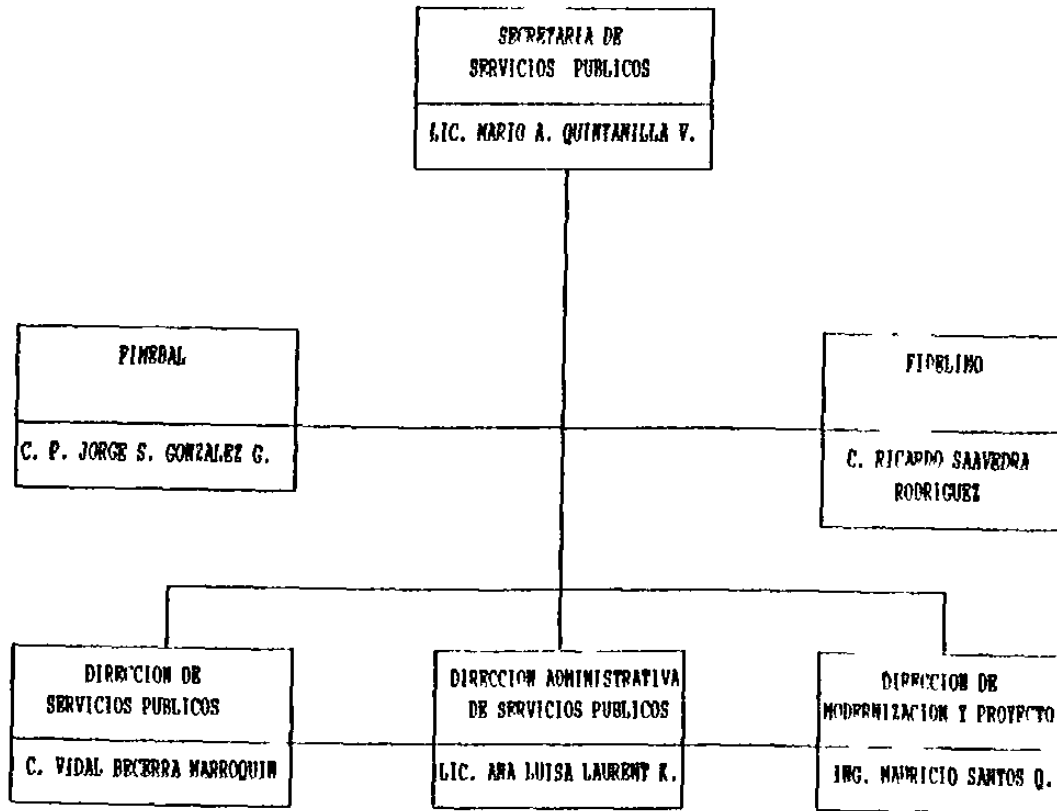 SECRETARIA DE
SERVICIOS PUBLICOS
LIC. MARIO A. QUINTANILLA V.
FIMEBAL
C. P. JORGE S. GONZALEZ G.
FIDELIMO
C. RICARDO SAAVEDRA
RODRIGUEZ
DIRECCION DE
SERVICIOS PUBLICOS
C. VIDAL BECERRA MARROQUIN
DIRECCION ADMINISTRATIVA
DE SERVICIOS PUBLICOS
LIC. ANA LUISA LAURENT K.
DIRECCION DE
MODERNIZACION Y PROYECTO
ING. MAURICIO SANTOS Q.